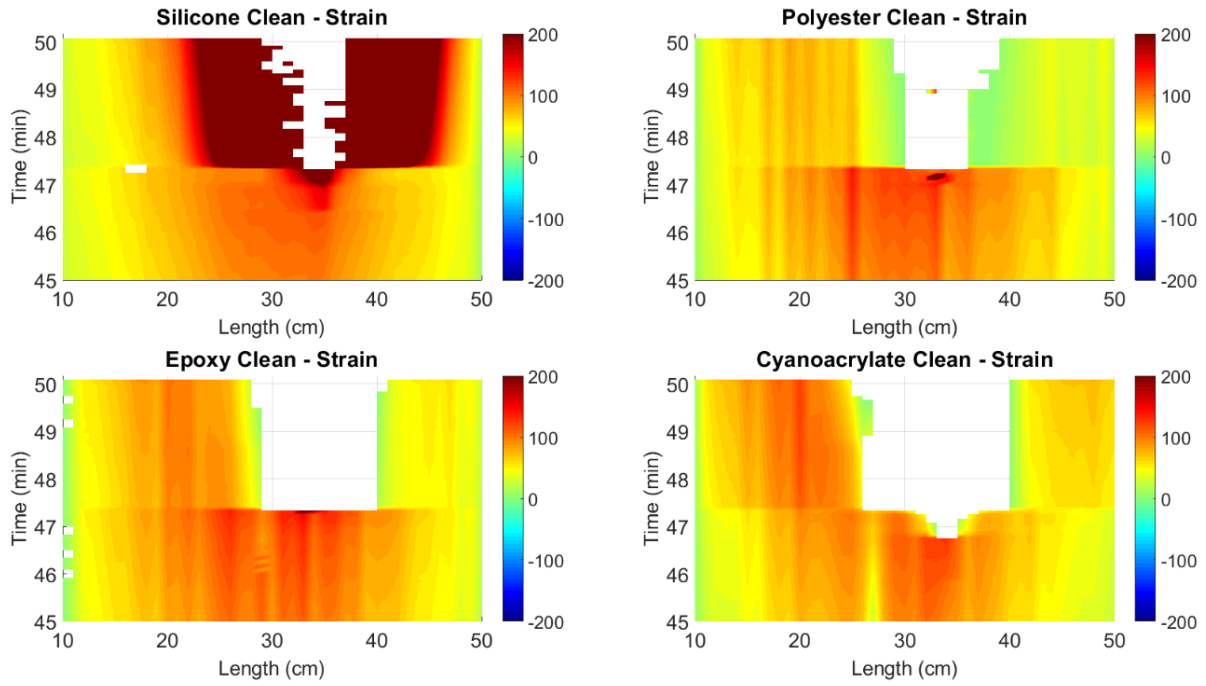 Silicone Clean - Strain
50
49
48
47
46
45
Time (min)
10 20 30 40 50
Length (cm)
200
100
0
-100
-200
Polyester Clean - Strain
50
49
48
47
46
45
Time (min)
10 20 30 40 50
Length (cm)
200
100
0
-100
-200
Epoxy Clean - Strain
50
49
48
47
46
45
Time (min)
10 20 30 40 50
Length (cm)
200
100
0
-100
-200
Cyanoacrylate Clean - Strain
50
49
48
47
46
45
Time (min)
10 20 30 40 50
Length (cm)
200
100
0
-100
-200